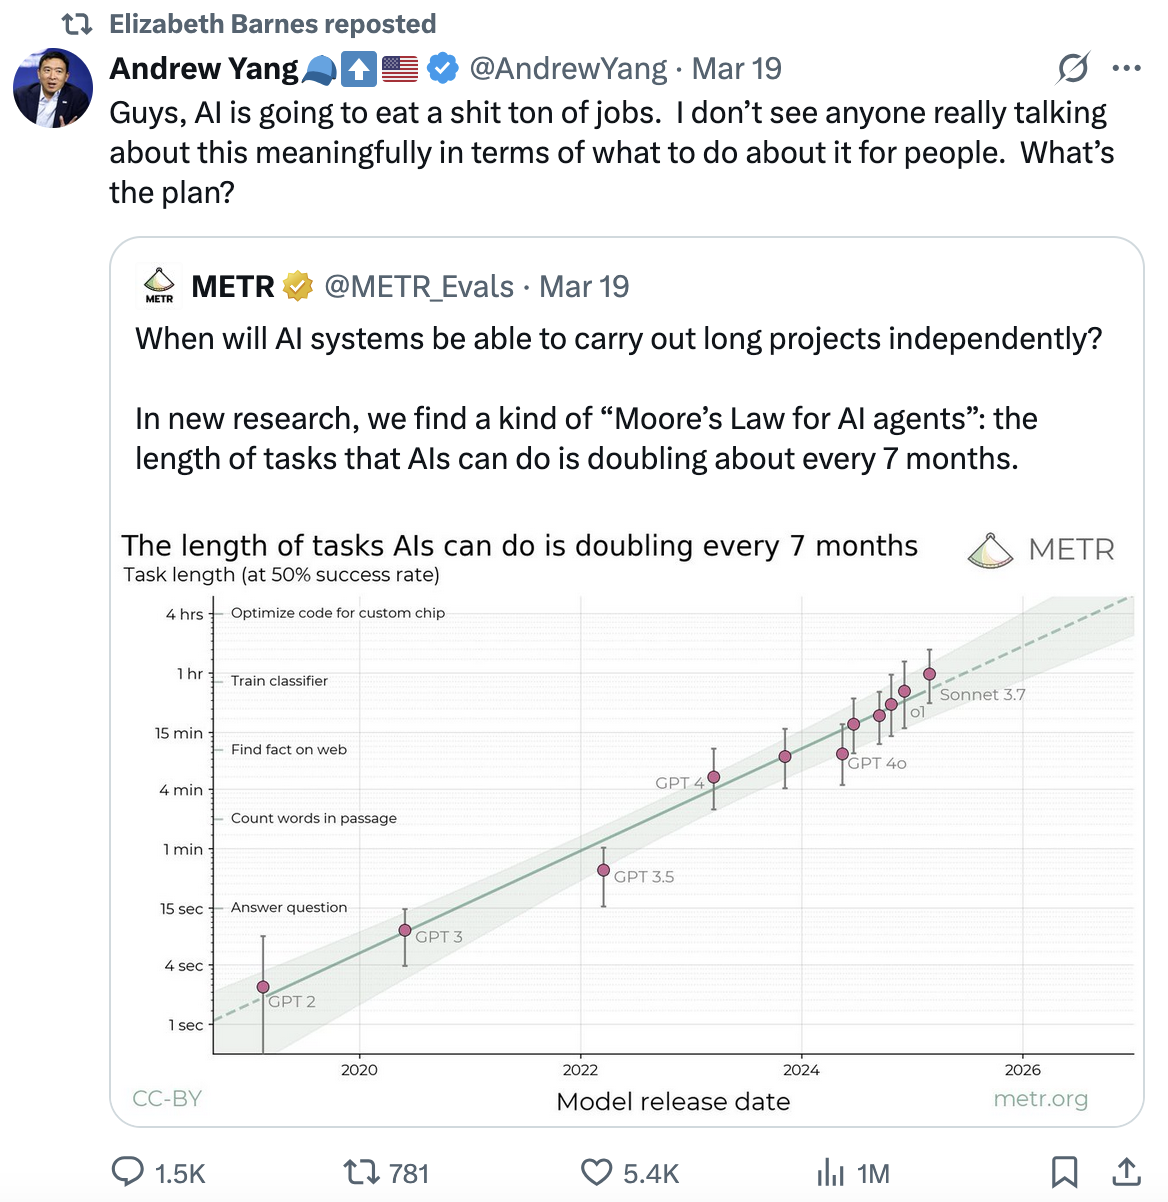 Elizabeth Barnes reposted
Andrew Yang🧢⬆️🇺🇸 @AndrewYang · Mar 19
Guys, AI is going to eat a shit ton of jobs.  I don’t see anyone really talking
about this meaningfully in terms of what to do about it for people.  What’s
the plan?
METR
METR @METR_Evals · Mar 19
When will AI systems be able to carry out long projects independently?
In new research, we find a kind of “Moore’s Law for AI agents”: the
length of tasks that AIs can do is doubling about every 7 months.
The length of tasks AIs can do is doubling every 7 months
METR
Task length (at 50% success rate)
4 hrs
Optimize code for custom chip
1 hr
Train classifier
Sonnet 3.7
o1
15 min
Find fact on web
GPT 4o
GPT 4
4 min
Count words in passage
1 min
GPT 3.5
15 sec
Answer question
GPT 3
4 sec
GPT 2
1 sec
2020
2022
2024
2026
CC-BY
Model release date
metr.org
1.5K
781
5.4K
1M